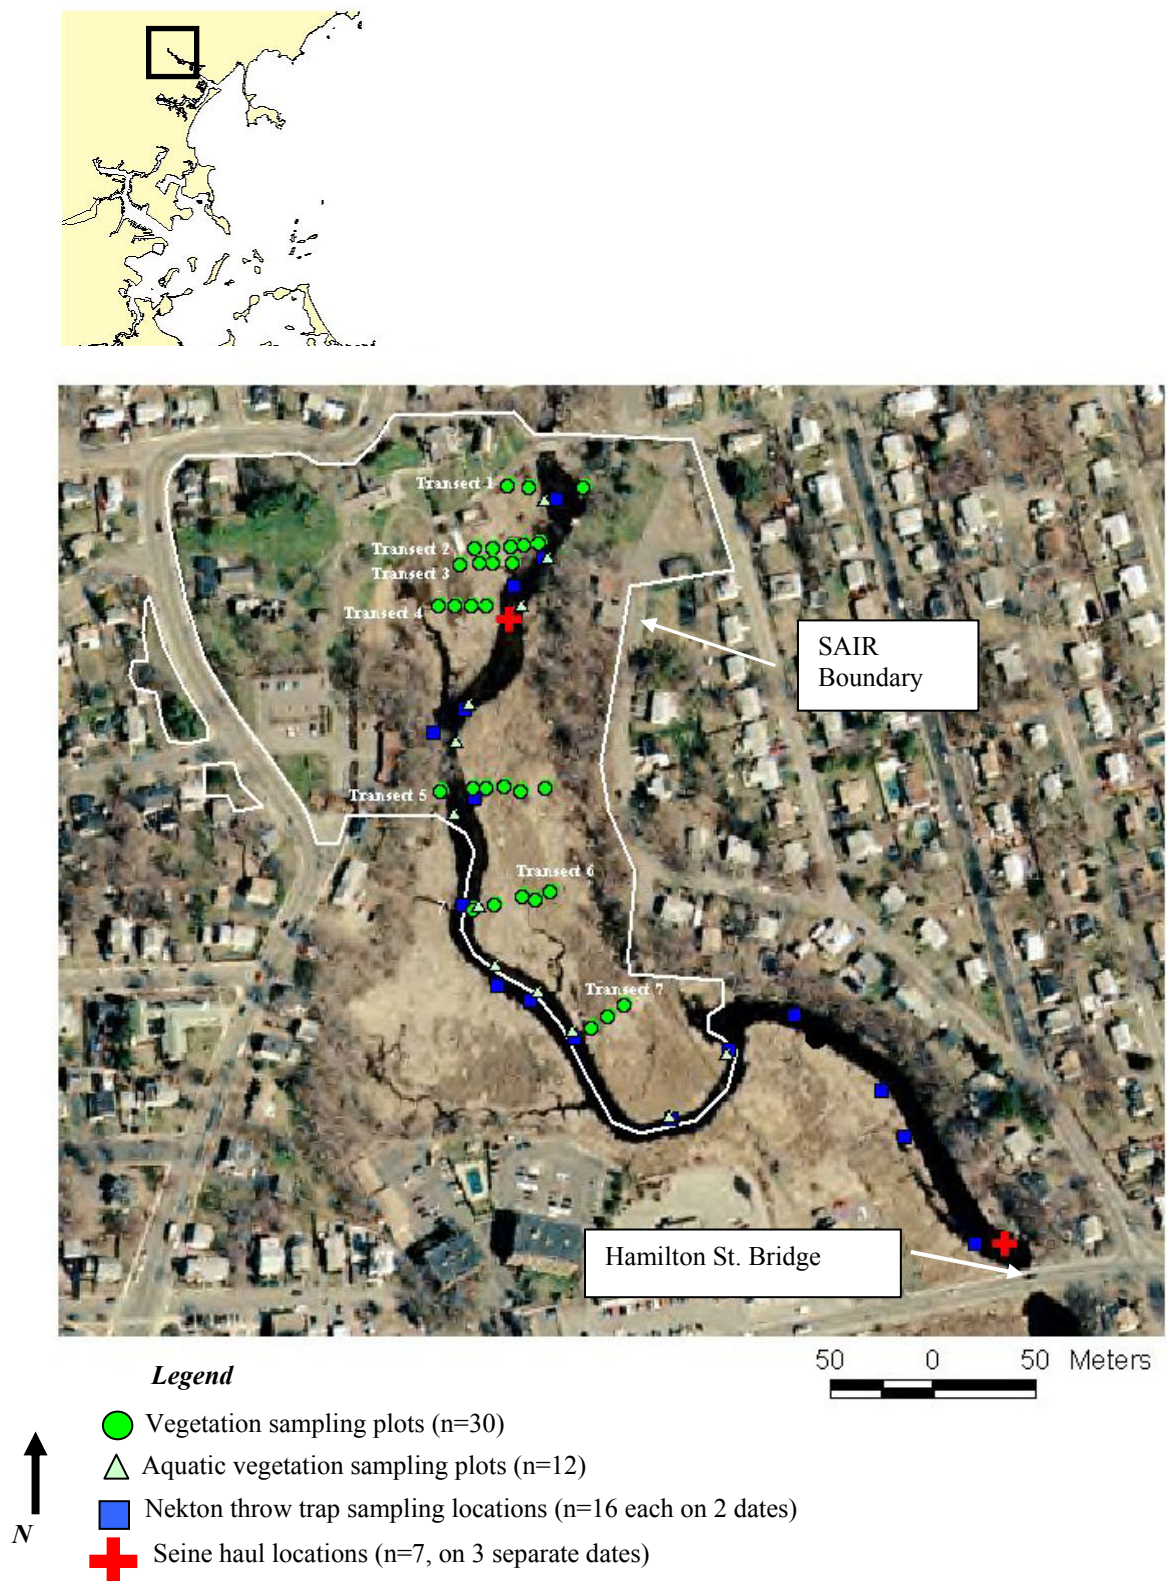 Transect 1
Transect 2
Transect 3
Transect 4
SAIR
Boundary
Transect 5
Transect 6
7
Transect 7
Hamilton St. Bridge
50 0 50 Meters
Legend
Vegetation sampling plots (n=30)
Aquatic vegetation sampling plots (n=12)
Nekton throw trap sampling locations (n=16 each on 2 dates)
N
Seine haul locations (n=7, on 3 separate dates)